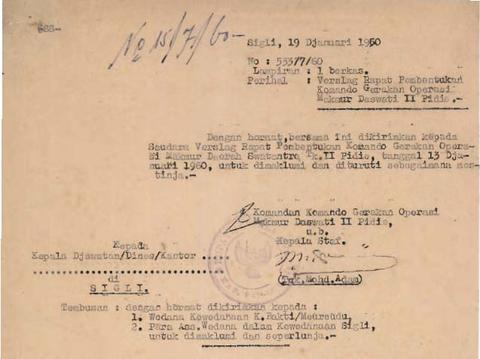 688-
No 15/7/60-
Sigli, 19 Djanuari 1960
No : 53377/60
Lampiran : 1 berkas.
Perihal : Verslag Rapat Pembentukan
Komando Gerakan Operasi
Makmur Daswati II Pidie.-
Dengan hormat, bersama ini dikirimkan kepada
Saudara Verslag Rapat Pembentukan Komando Gerakan Opera-
si Makmur Daerah Swatentra Tk.II Pidie, tanggal 13 Dja-
nuari 1960, untuk dimaklumi dan dituruti sebagaimana mes-
tinja.-
Komandan Komando Gerakan Operasi
Makmur Daswati II Pidie,
u.b.
Kepala Staf.
Kepada
Kepala Djawatan/Dinas/Kantor
di
SIGLI.
(Tgk.Mohd.Adam)
Tembusan : dengan hormat dikirimkan kepada :
1. Wedana Kewedanaan K.Bakti/Meureudu,
2. Para Ass.Wedana dalam Kewedanaan Sigli,
untuk dimaklumi dan seperlunja.-